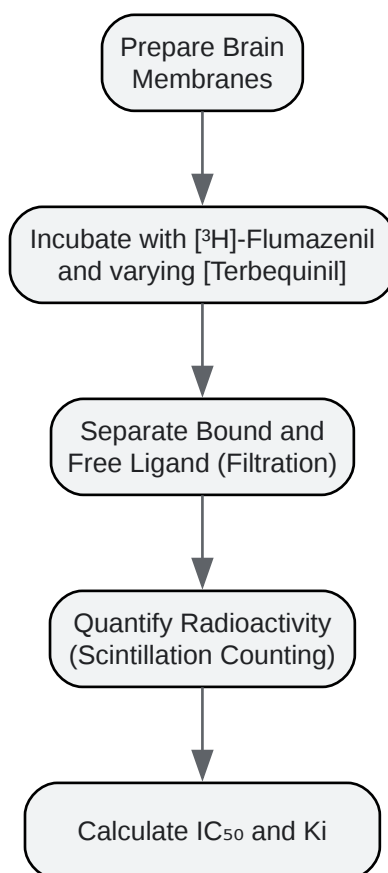 Prepare Brain
Membranes
Incubate with [³H]-Flumazenil
and varying [Terbequinil]
Separate Bound and
Free Ligand (Filtration)
Quantify Radioactivity
(Scintillation Counting)
Calculate IC₅₀ and Ki